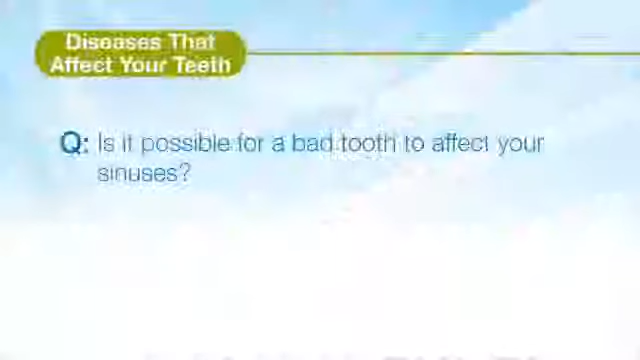 Diseases That
Affect Your Teeth
Q: Is it possible for a bad tooth to affect your
sinuses?